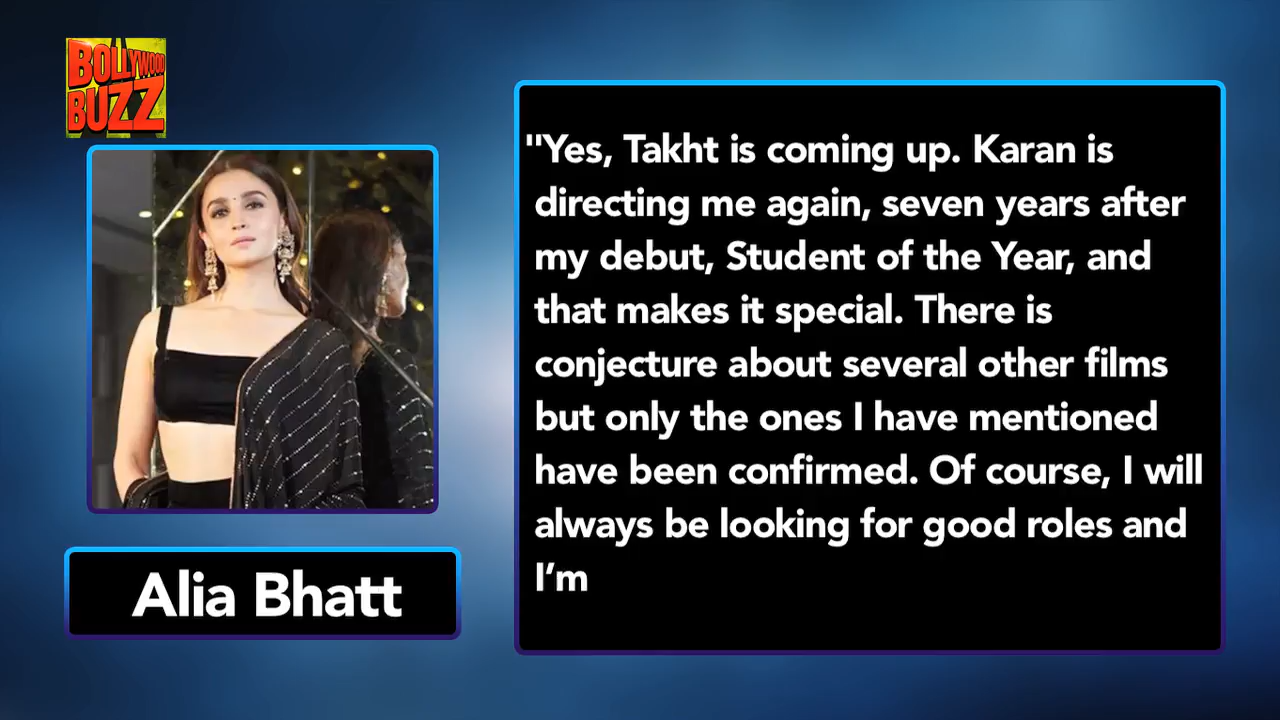 BOLLYWOOD
BUZZ
"Yes, Takht is coming up. Karan is
directing me again, seven years after
my debut, Student of the Year, and
that makes it special. There is
conjecture about several other films
but only the ones I have mentioned
have been confirmed. Of course, I will
always be looking for good roles and
I’m
Alia Bhatt